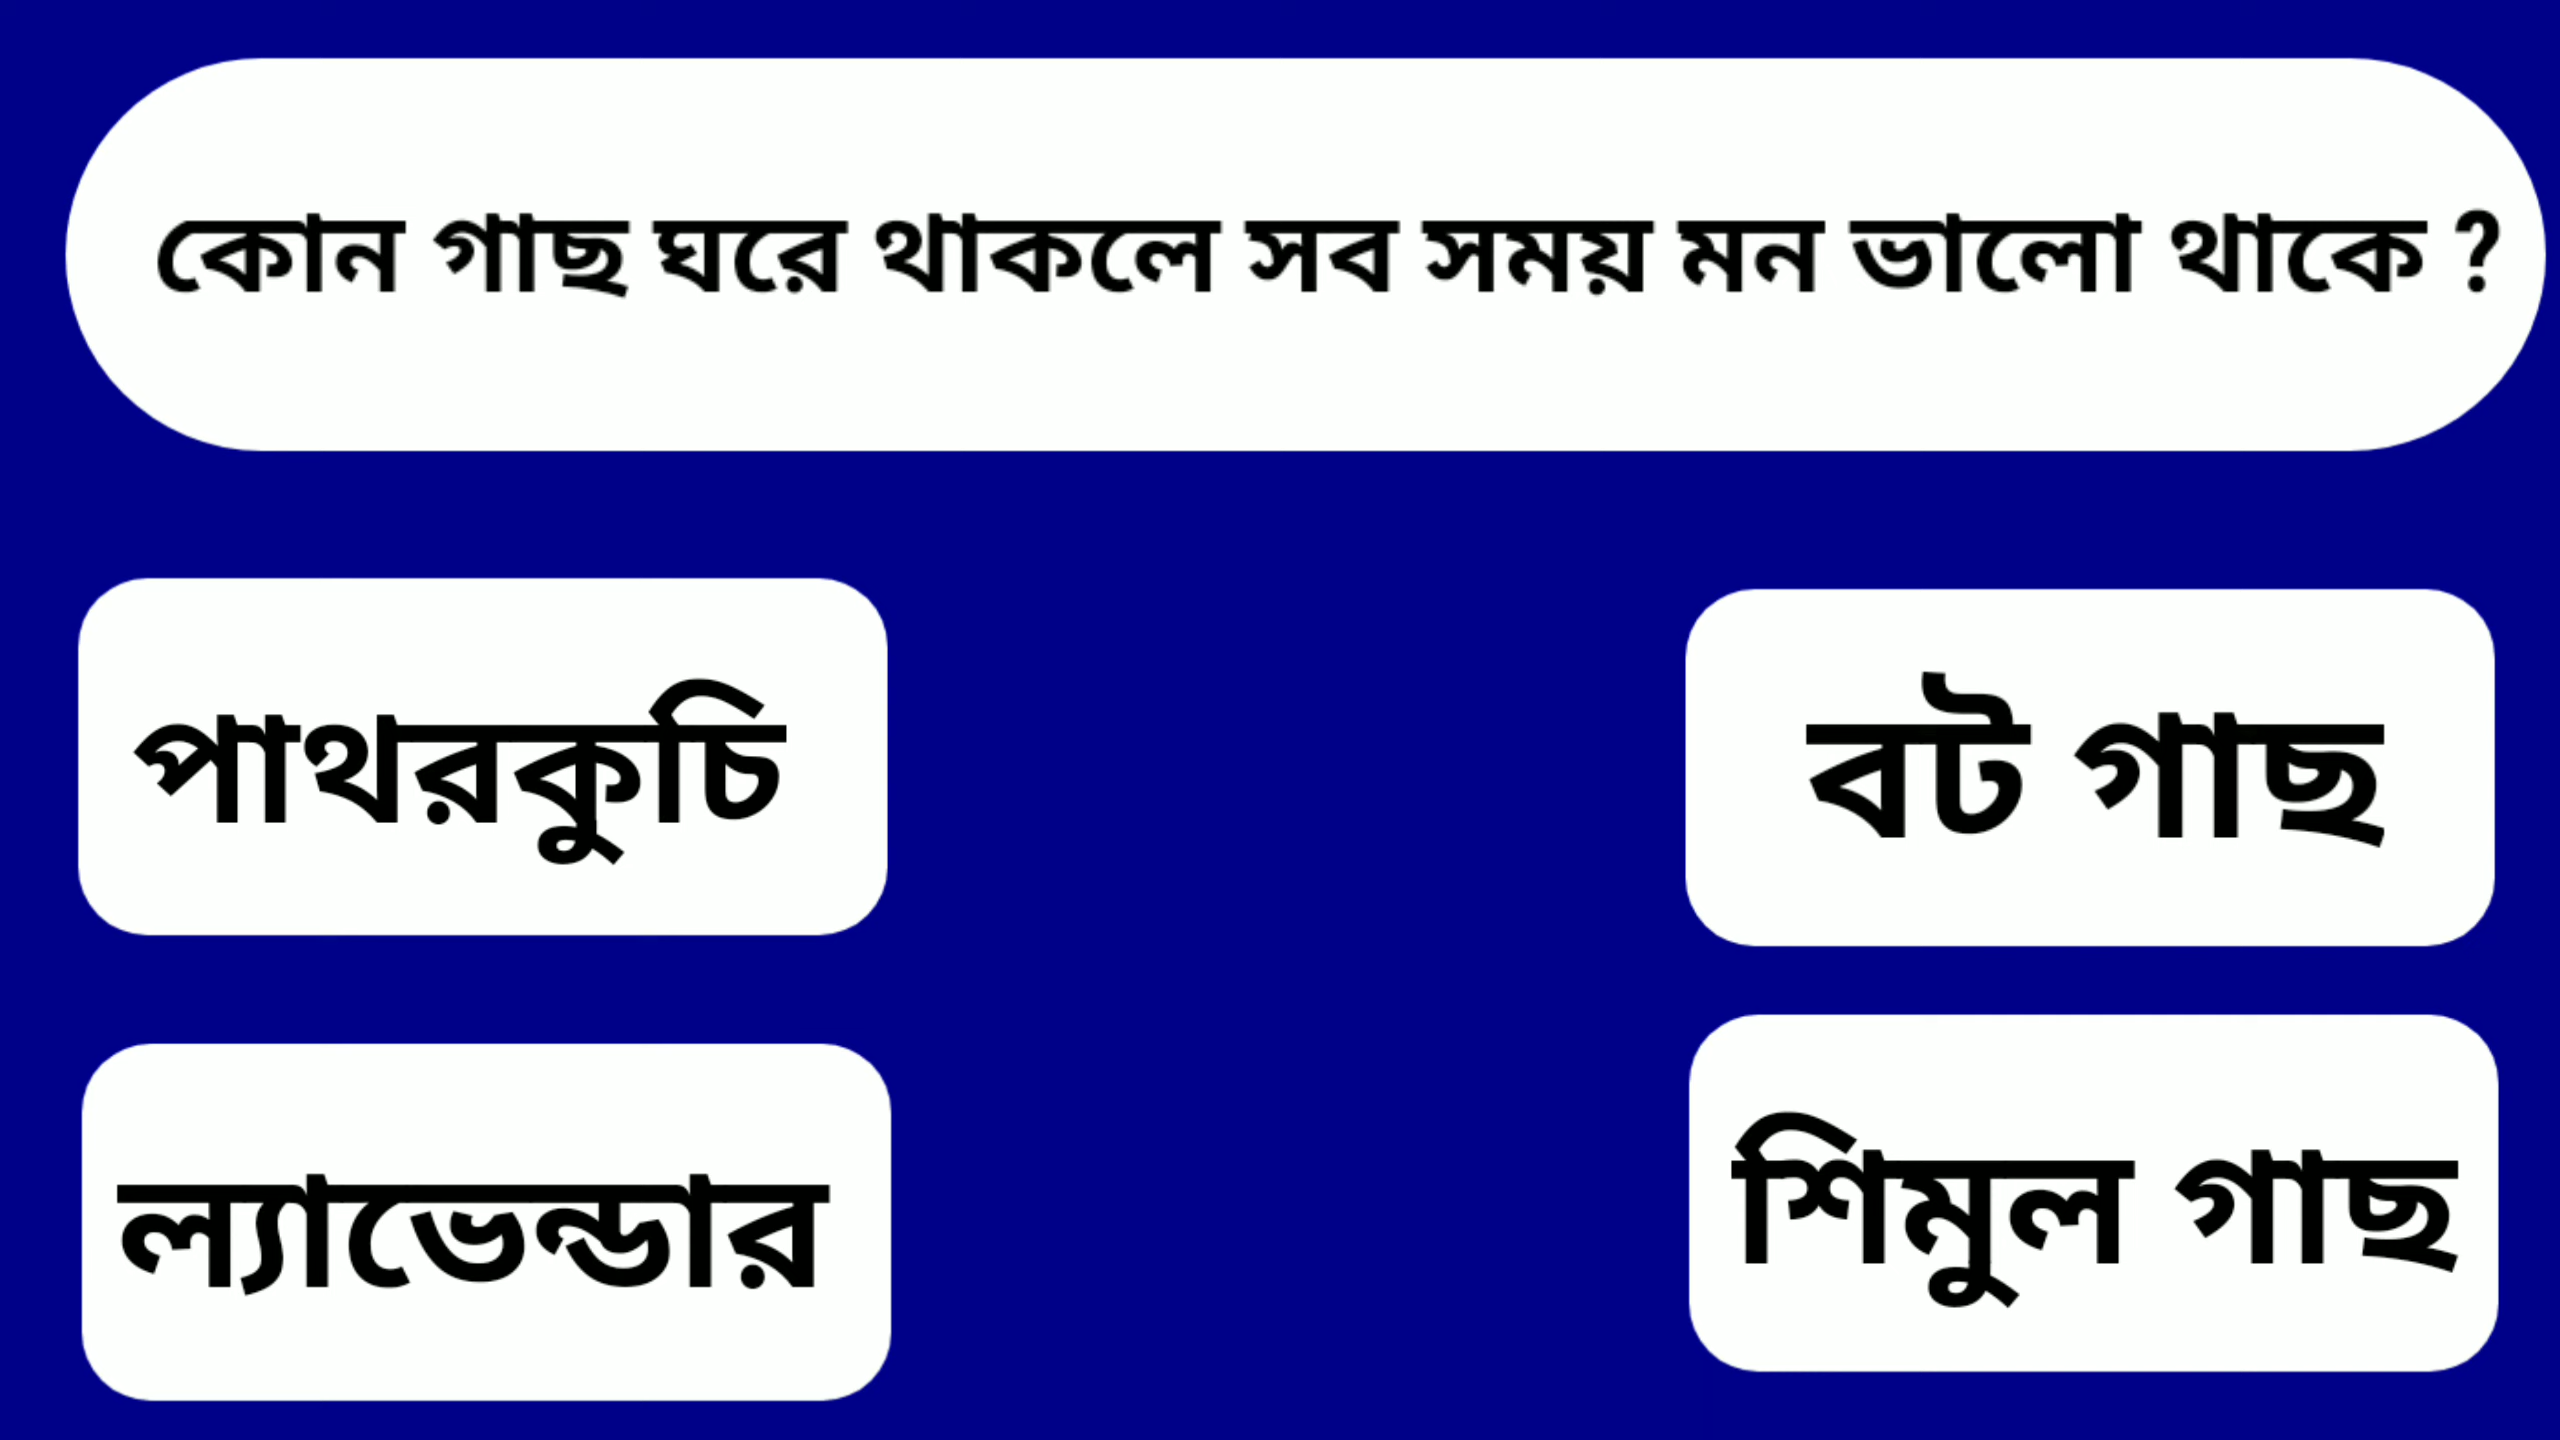 কোন গাছ ঘরে থাকলে সব সময় মন ভালো থাকে ?
পাথরকুচি
বট গাছ
ল্যাভেন্ডার
শিমুল গাছ